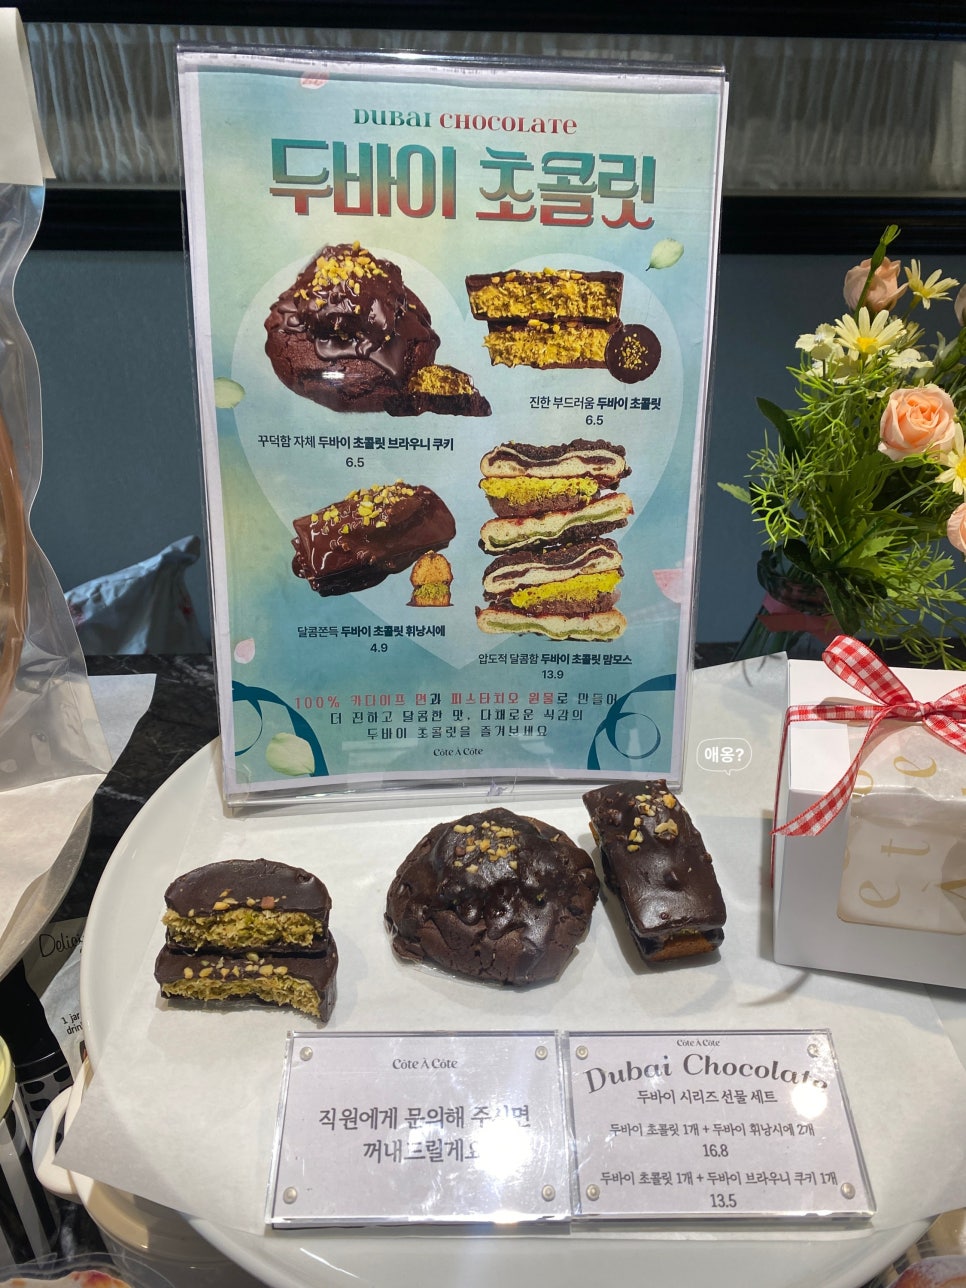 DUBAI CHOCOLATE
두바이 초콜릿
꾸덕함 자체 두바이 초콜릿 브라우니 쿠키
6.5
진한 부드러움 두바이 초콜릿
6.5
달콤쫀득 두바이 초콜릿 휘낭시에
4.9
압도적 달콤함 두바이 초콜릿 맘모스
13.9
100% 카다이프 면과 피스타치오 원물로 만들어
더 진하고 달콤한 맛, 다채로운 식감의
두바이 초콜릿을 즐겨보세요
Côte À Côte
애옹?
Côte À Côte
직원에게 문의해 주시면
꺼내드릴게요
Côte À Côte
Dubai Chocolate
두바이 시리즈 선물 세트
두바이 초콜릿 1개 + 두바이 휘낭시에 2개
16.8
두바이 초콜릿 1개 + 두바이 브라우니 쿠키 1개
13.5
1 jar